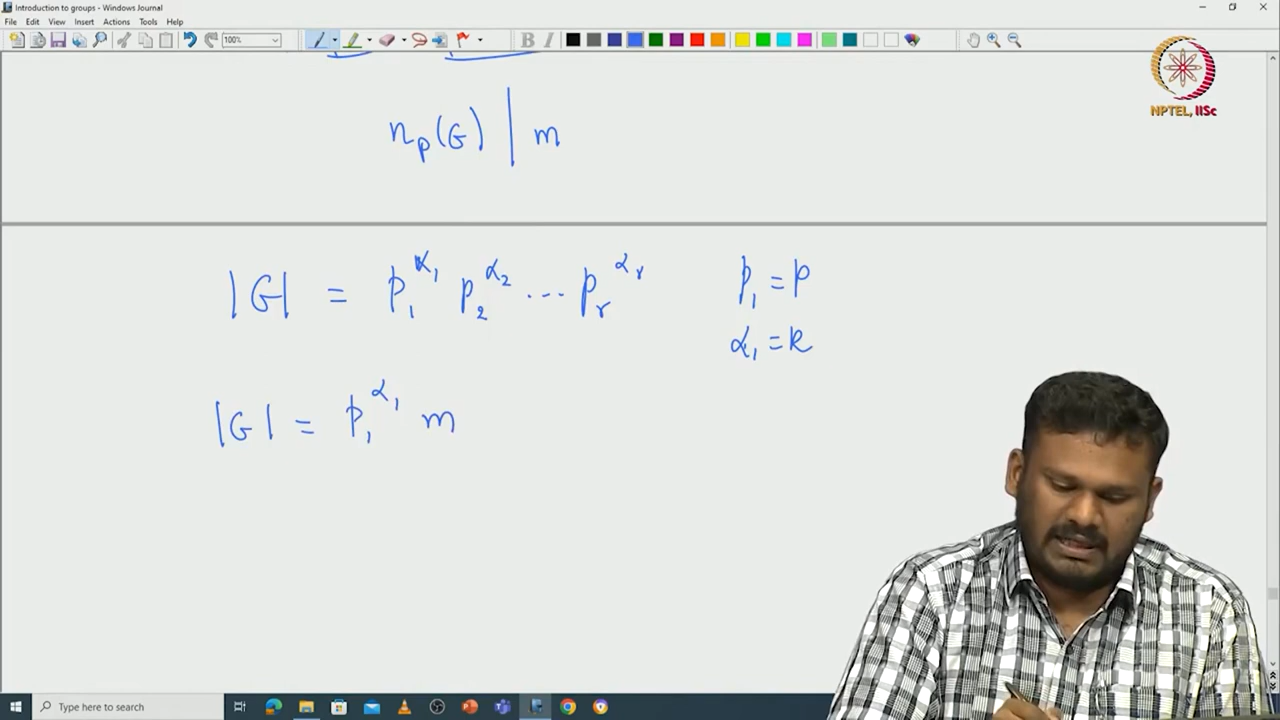 Introduction to groups - Windows Journal
File Edit View Insert Actions Tools Help
100%
B I
NPTEL, IISc
n_p(G) | m
|G| = p_1^{α_1} p_2^{α_2} ... p_r^{α_r} p_1 = p
α_1 = k
|G| = p_1^{α_1} m
Type here to search